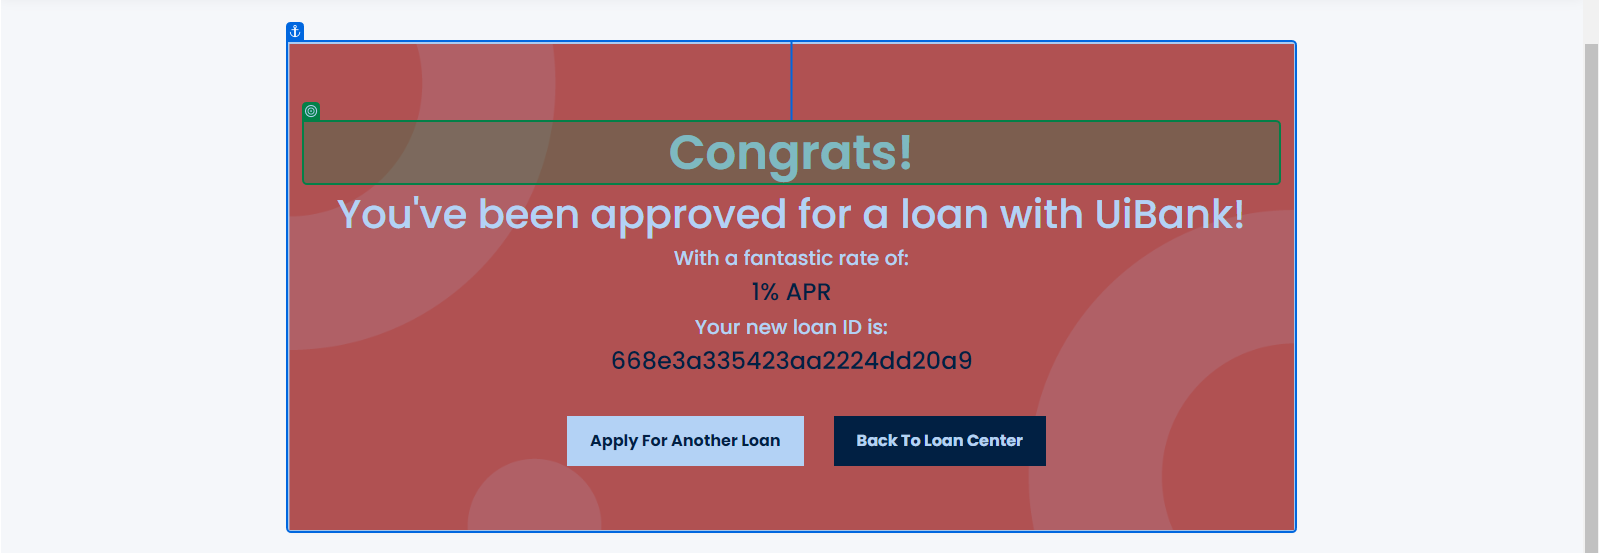 Congrats!
You've been approved for a loan with UiBank!
With a fantastic rate of:
1% APR
Your new loan ID is:
668e3a335423aa2224dd20a9
Apply For Another Loan
Back To Loan Center